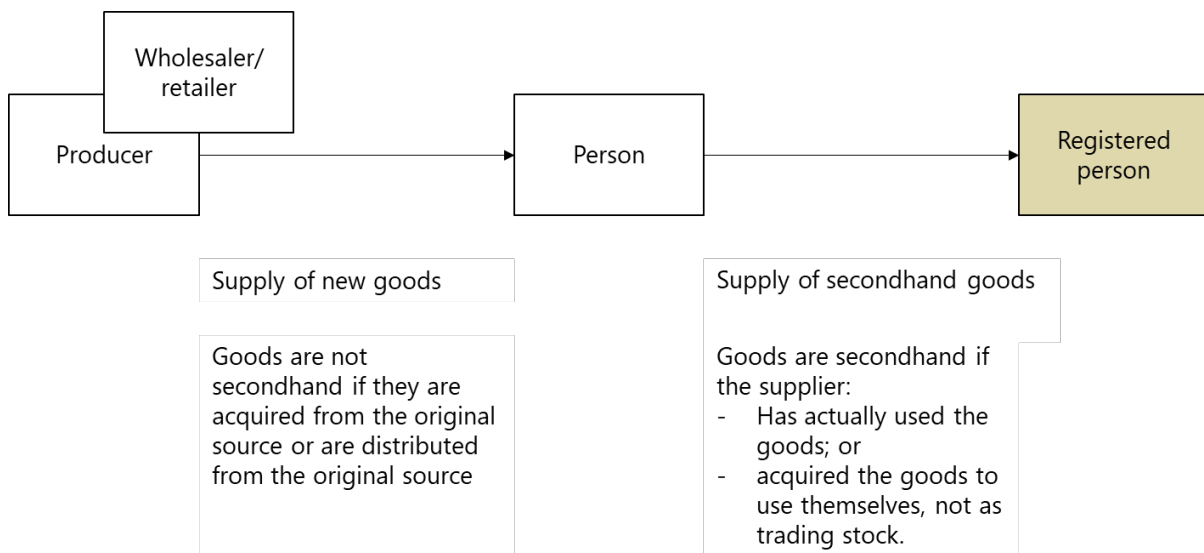 Wholesaler/
retailer
Producer
Person
Registered
person
Supply of new goods
Goods are not
secondhand if they are
acquired from the original
source or are distributed
from the original source
Supply of secondhand goods
Goods are secondhand if
the supplier:
- Has actually used the
goods; or
- acquired the goods to
use themselves, not as
trading stock.